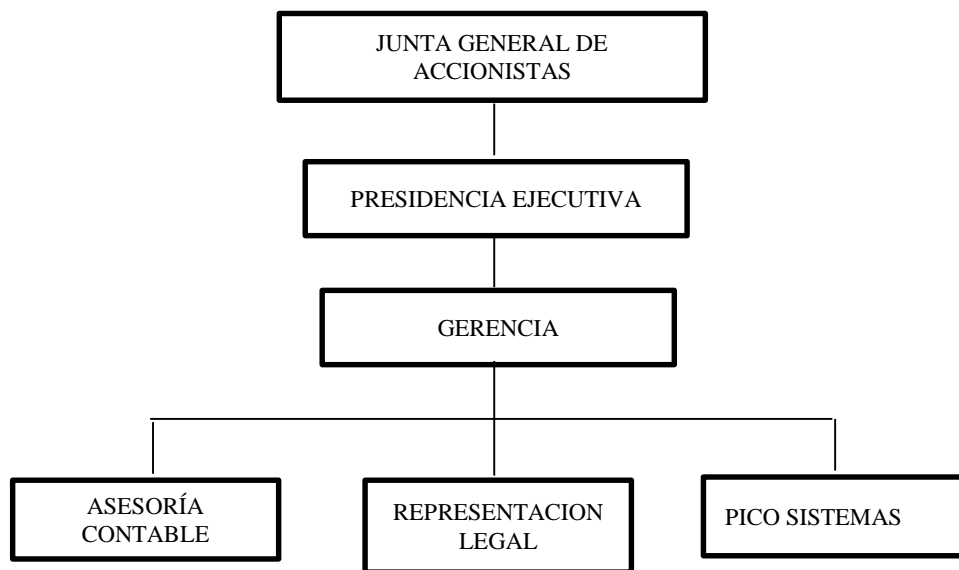 JUNTA GENERAL DE
ACCIONISTAS
PRESIDENCIA EJECUTIVA
GERENCIA
ASESORÍA
CONTABLE
REPRESENTACION
LEGAL
PICO SISTEMAS